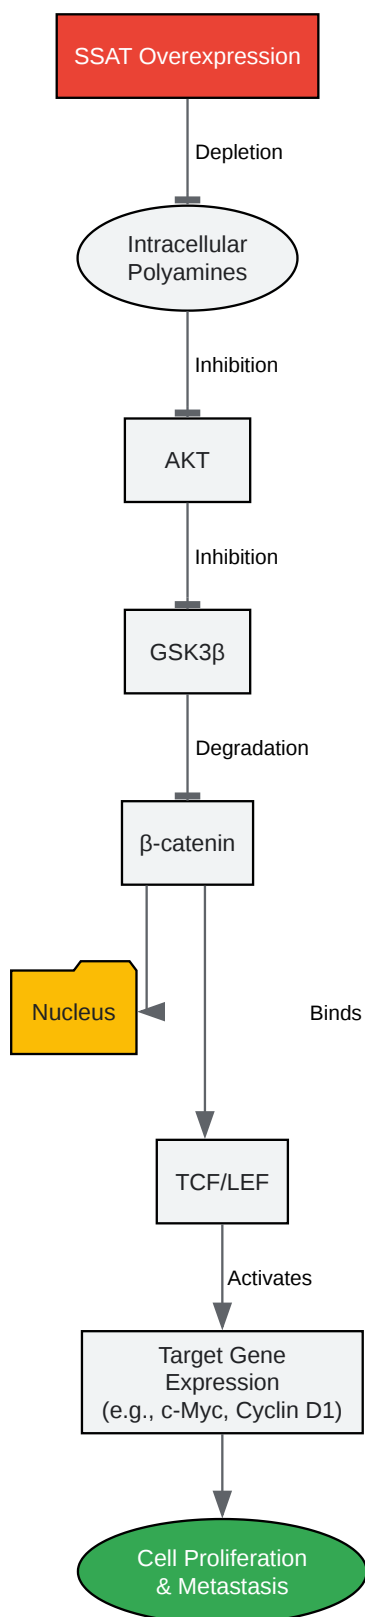 SSAT Overexpression
Depletion
Intracellular
Polyamines
Inhibition
AKT
Inhibition
GSK3β
Degradation
β-catenin
Nucleus
Binds
TCF/LEF
Activates
Target Gene
Expression
(e.g., c-Myc, Cyclin D1)
Cell Proliferation
& Metastasis